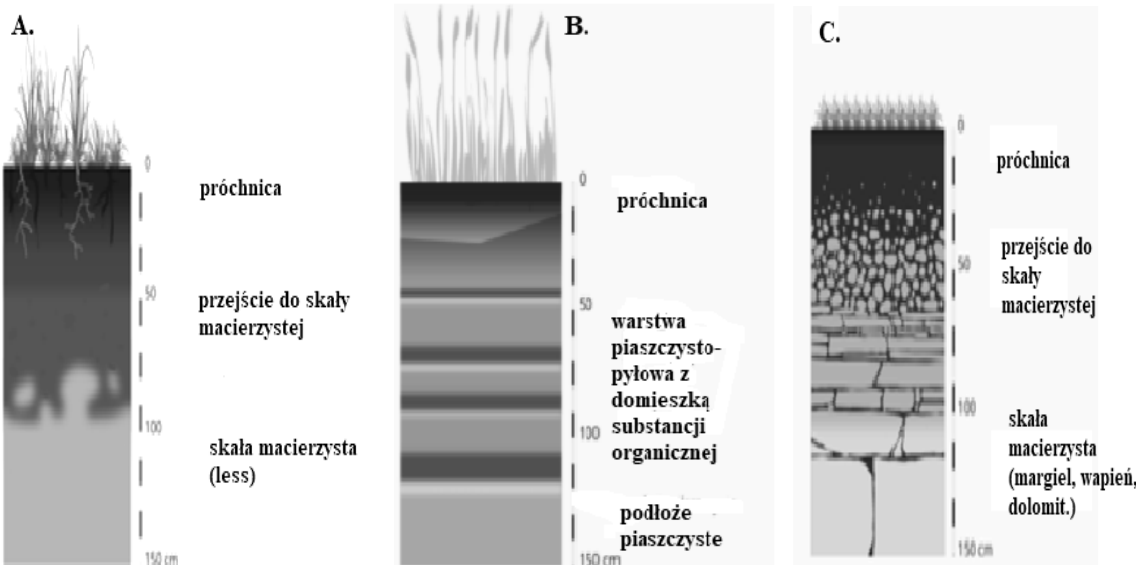 A.
0
próchnica
50
przejście do skały
macierzystej
100
skała macierzysta
(less)
150 cm
B.
0
próchnica
50
warstwa
piaszczysto-
pyłowa z
domieszką
substancji
organicznej
100
podłoże
piaszczyste
150 cm
C.
0
próchnica
50
przejście do
skały
macierzystej
100
skała
macierzysta
(margiel, wapień,
dolomit.)
150 cm